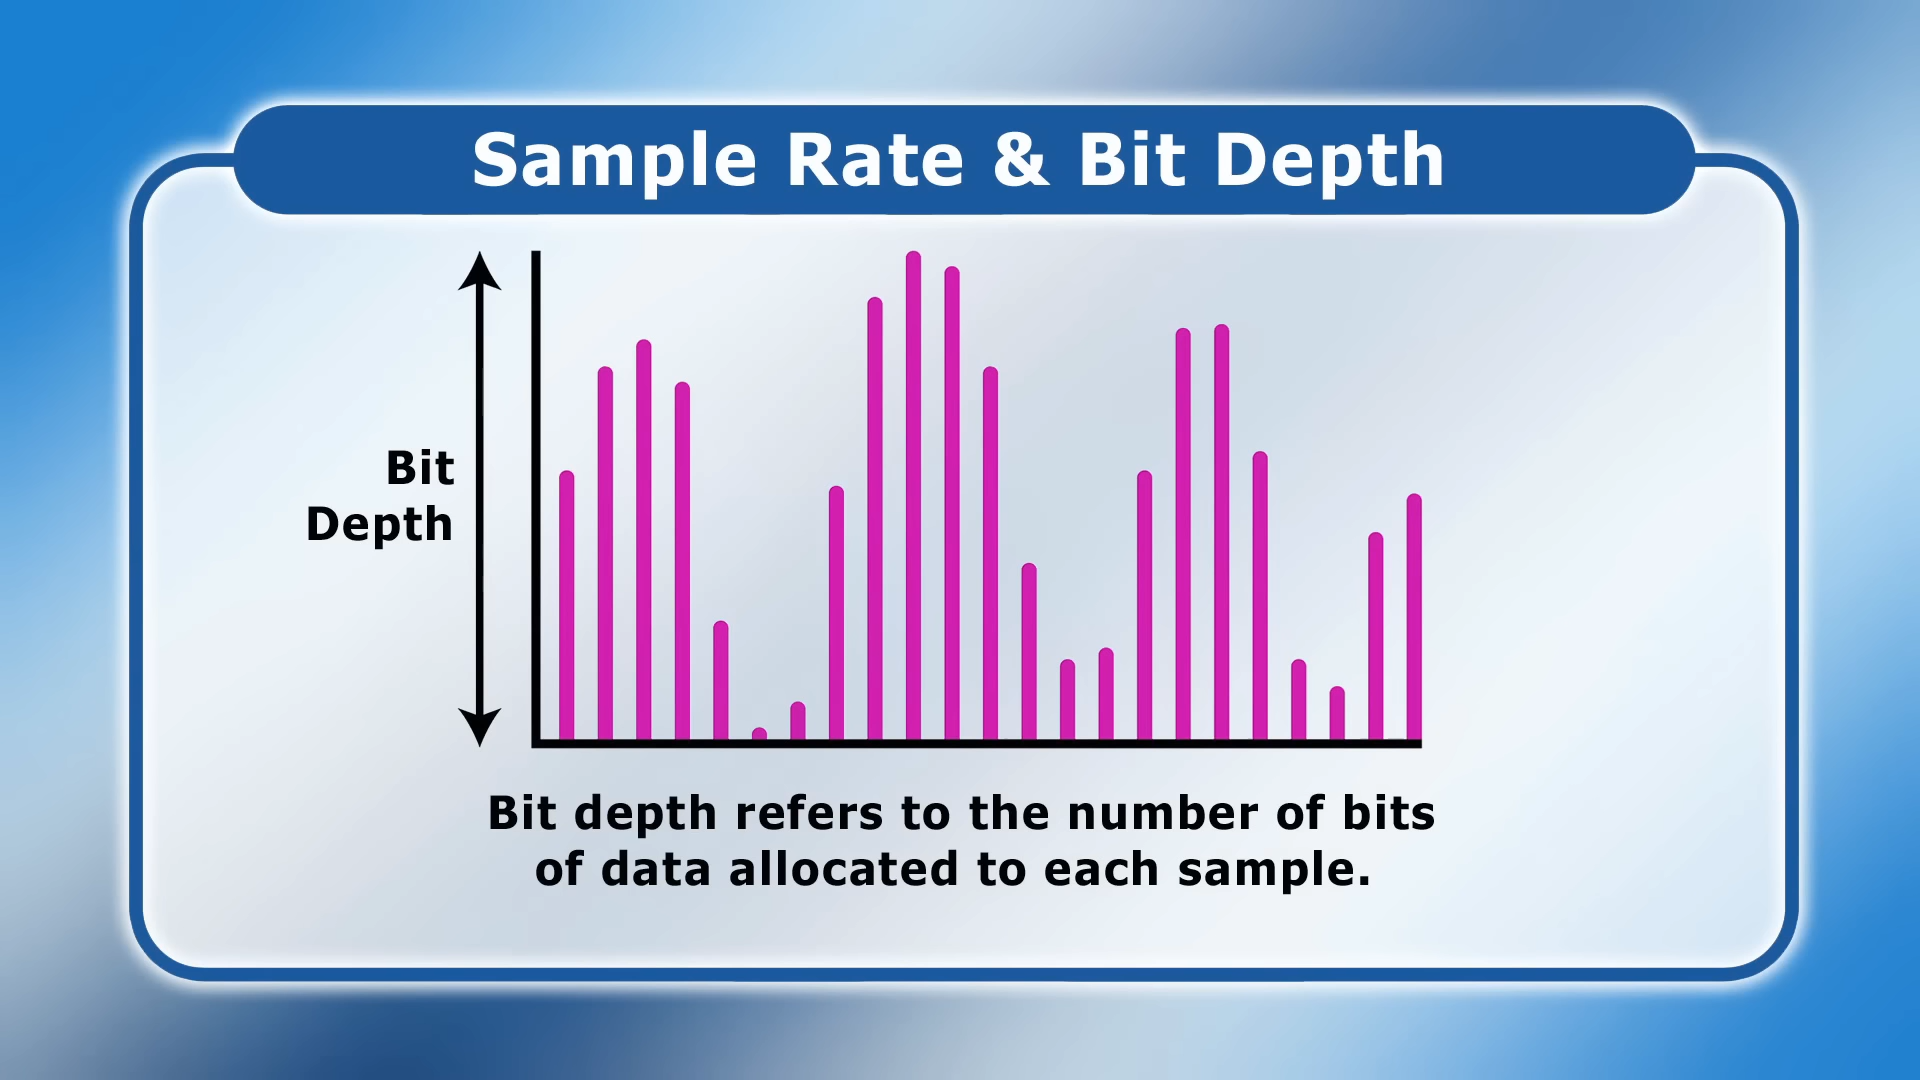 Sample Rate & Bit Depth
Bit
Depth
Bit depth refers to the number of bits
of data allocated to each sample.